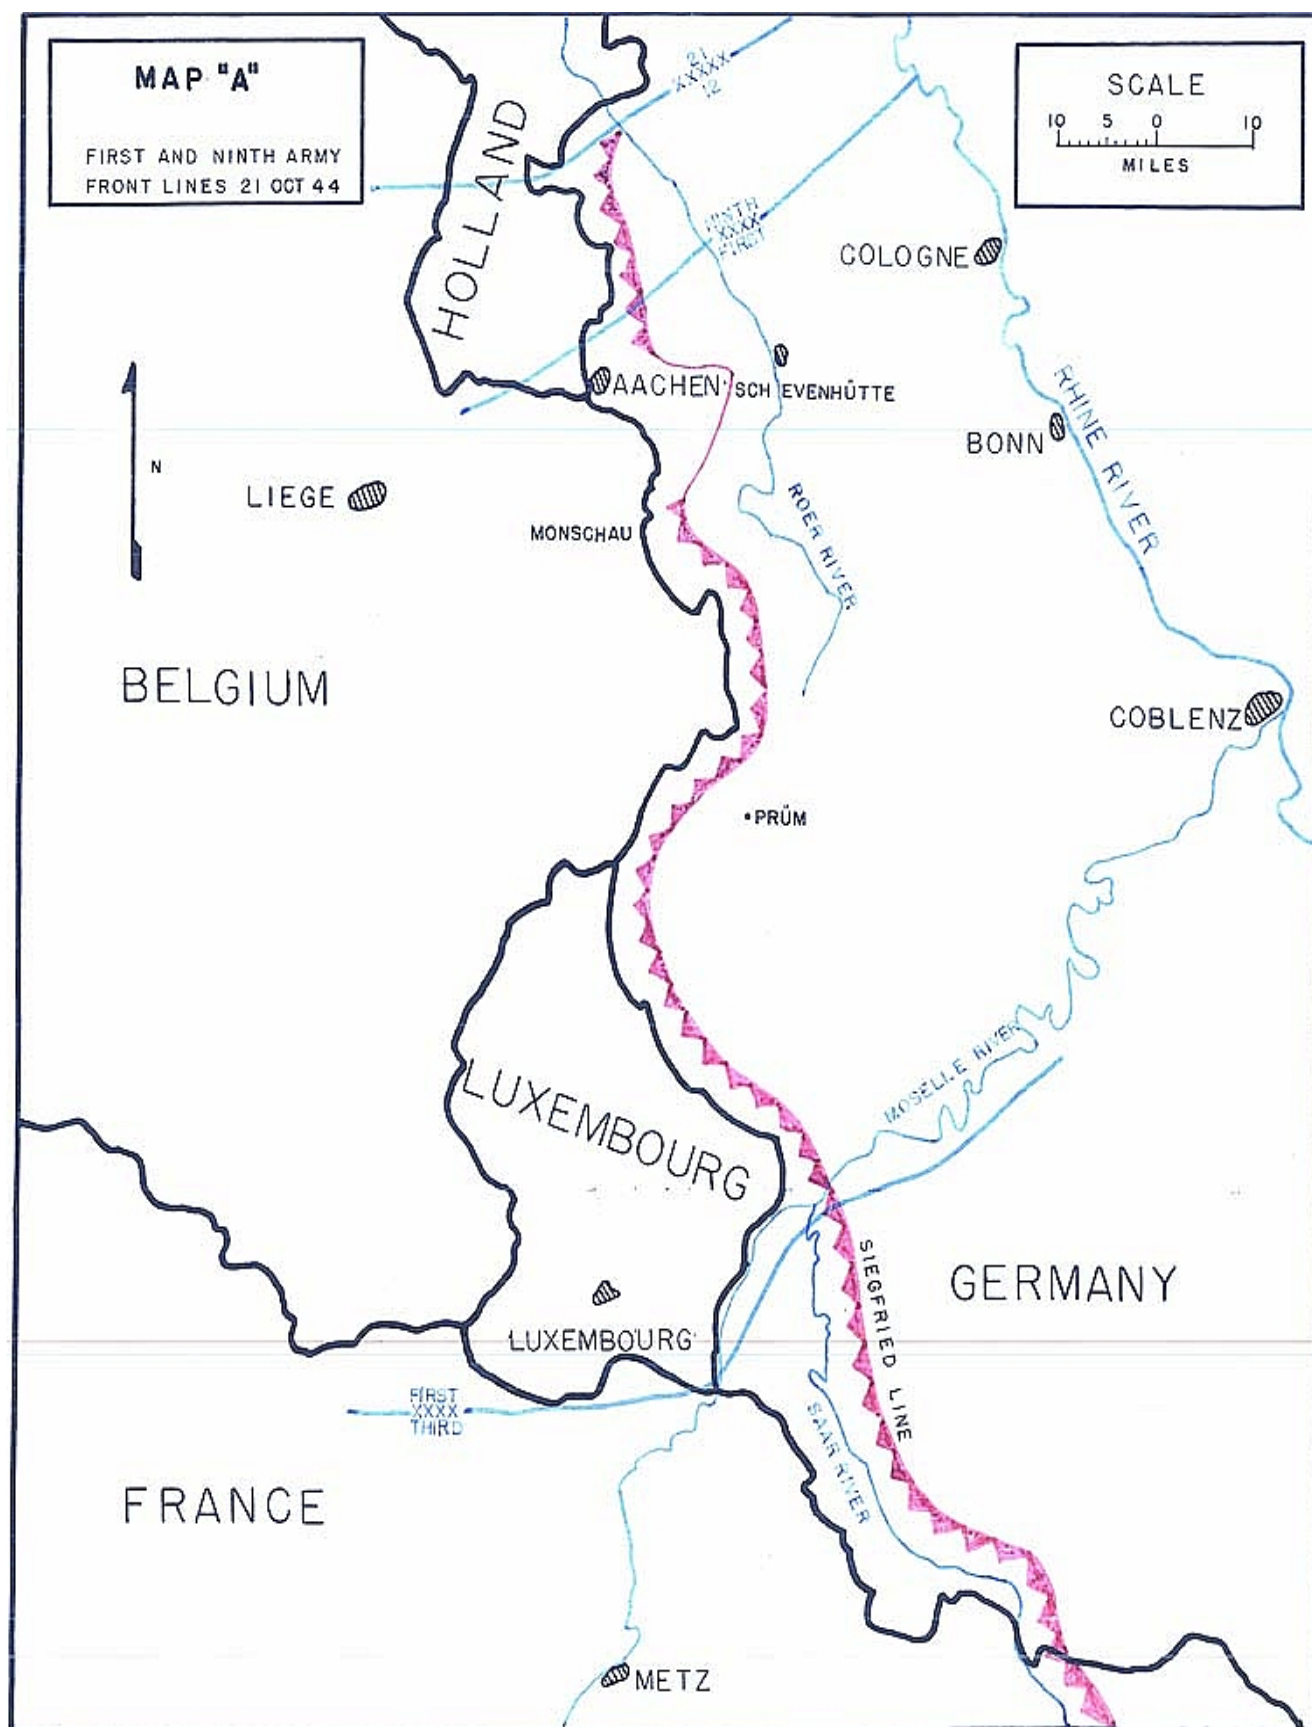 MAP "A"
FIRST AND NINTH ARMY
FRONT LINES 21 OCT 44
SCALE
10 5 0 10
MILES
21
XXXXX
12
HOLLAND
NINTH
XXXX
FIRST
COLOGNE
AACHEN
SCHEVENHÜTTE
RHINE RIVER
BONN
N
LIEGE
ROER RIVER
MONSCHAU
BELGIUM
COBLENZ
PRÜM
MOSELLE RIVER
LUXEMBOURG
SIEGFRIED LINE
GERMANY
LUXEMBOURG
FIRST
XXXX
THIRD
SAAR RIVER
FRANCE
METZ